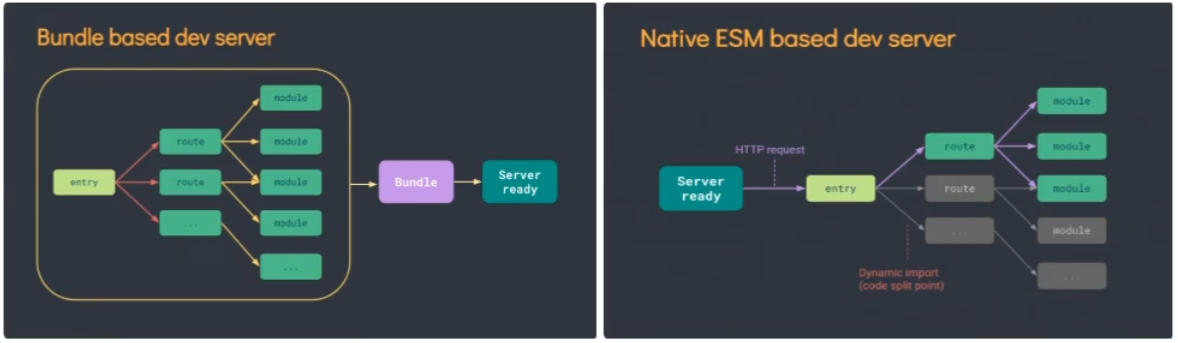 Bundle based dev server
module
route
module
entry
route
module
Bundle
Server
ready
...
module
...
Native ESM based dev server
module
HTTP request
route
module
Server
ready
entry
route
module
...
module
Dynamic import
(code split point)
...